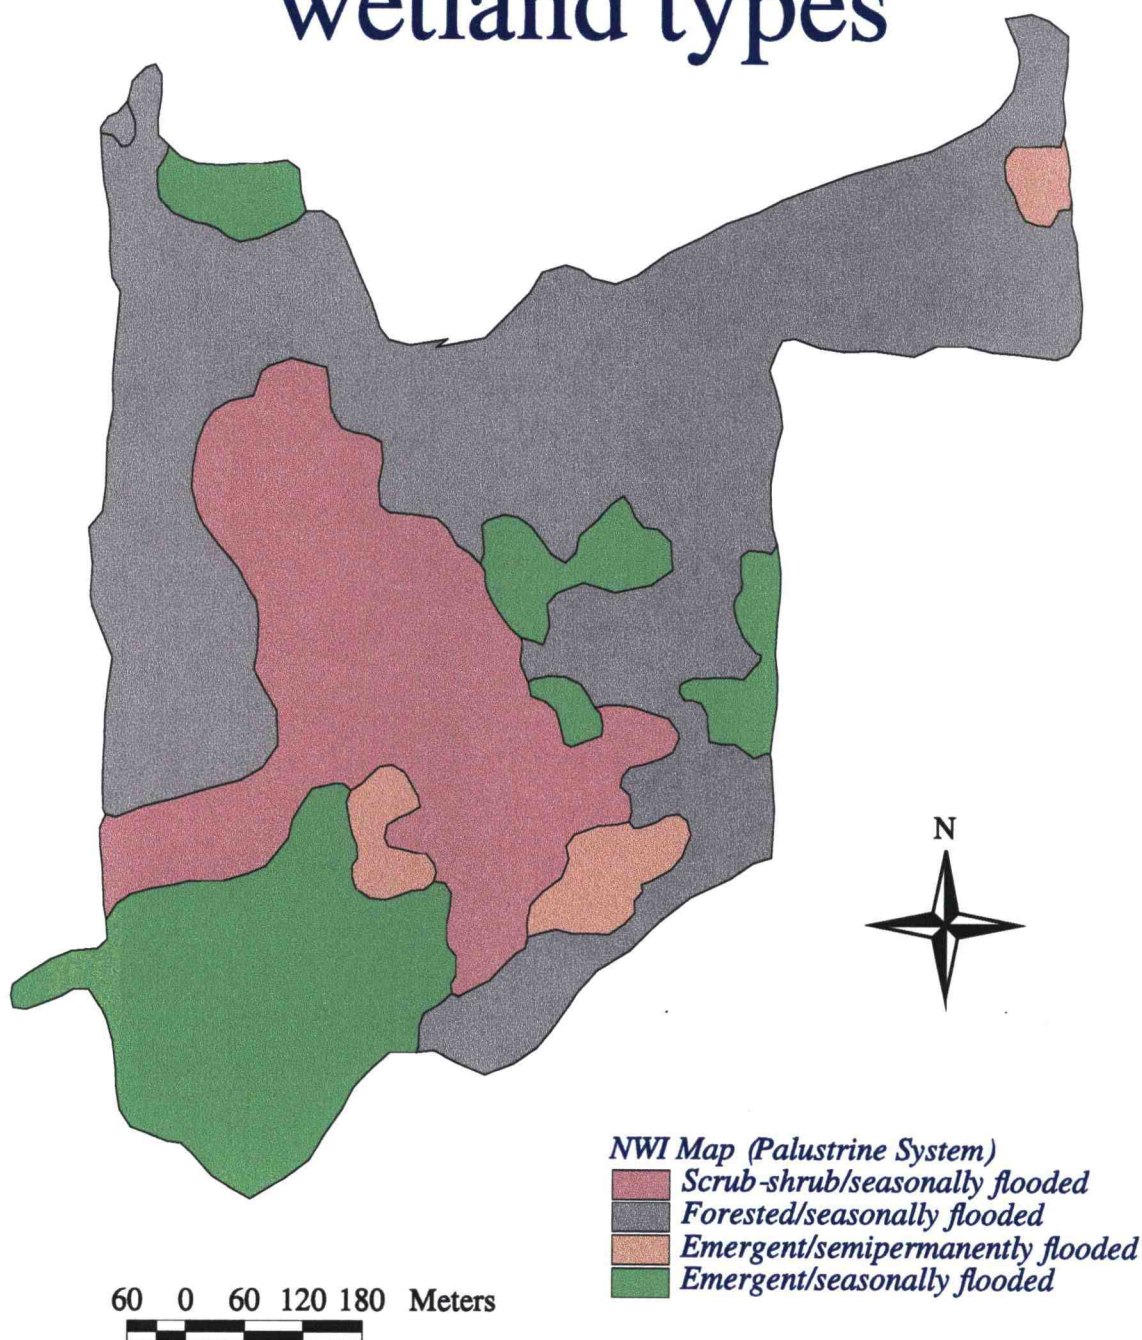 wetland types
N
NWI Map (Palustrine System)
Scrub-shrub/seasonally flooded
Forested/seasonally flooded
Emergent/semipermanently flooded
Emergent/seasonally flooded
60 0 60 120 180 Meters